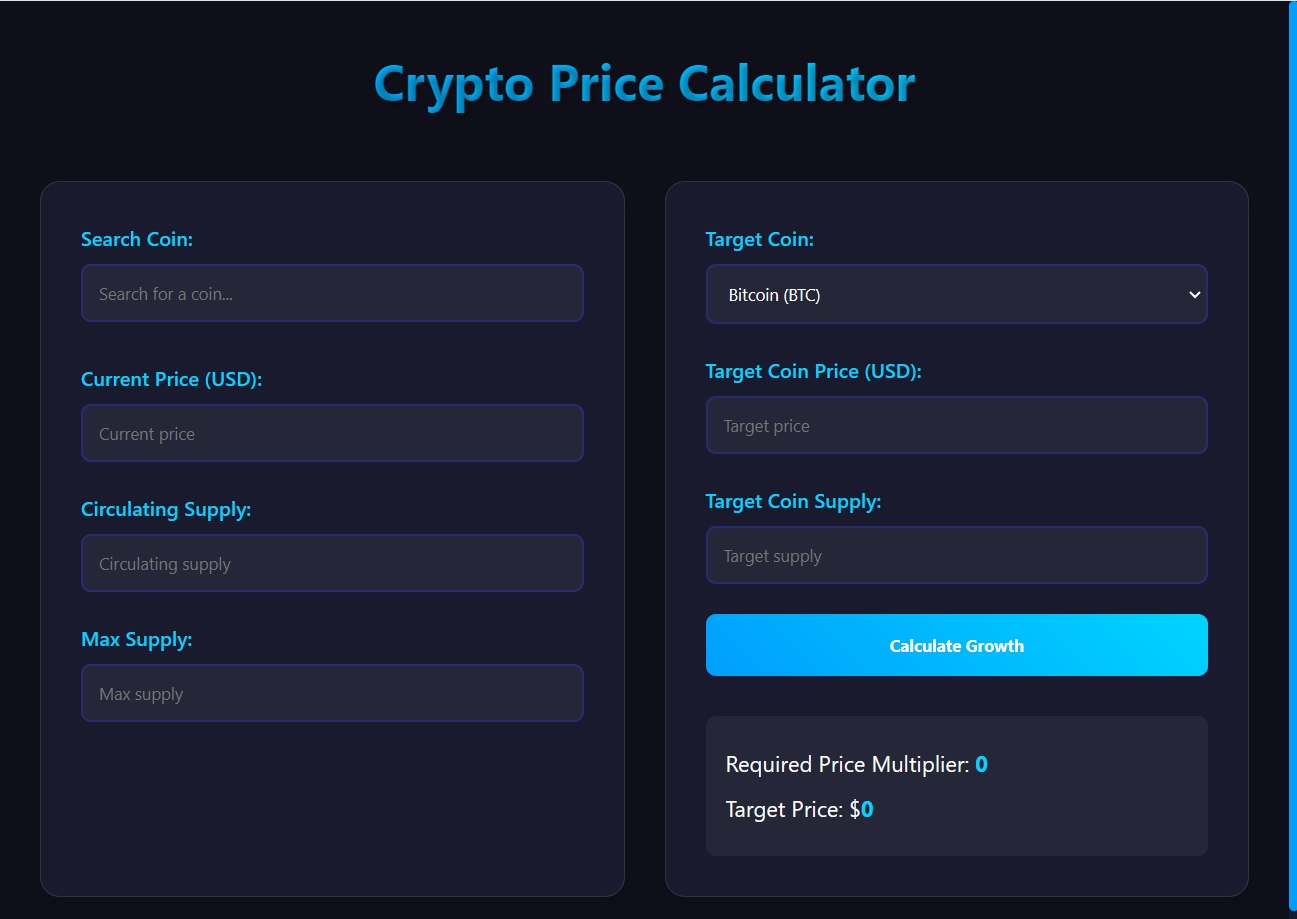 Crypto Price Calculator
Search Coin:
Search for a coin...
Current Price (USD):
Current price
Circulating Supply:
Circulating supply
Max Supply:
Max supply
Target Coin:
Bitcoin (BTC)
Target Coin Price (USD):
Target price
Target Coin Supply:
Target supply
Calculate Growth
Required Price Multiplier: 0
Target Price: $0